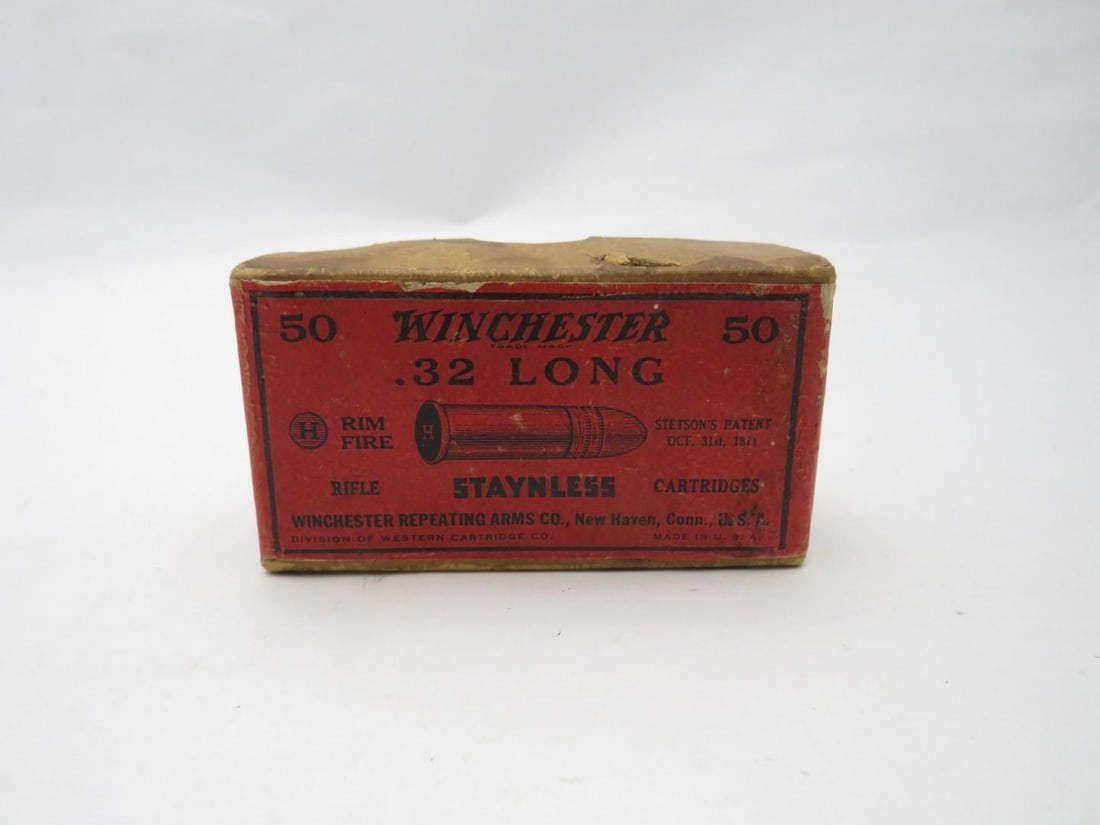 50 WINCHESTER 50
TRADE MARK
.32 LONG
H RIM FIRE
H
STETSON'S PATENT
OCT. 31st, 1871
RIFLE STAYNLESS CARTRIDGES
WINCHESTER REPEATING ARMS CO., New Haven, Conn., U.S.A.
DIVISION OF WESTERN CARTRIDGE CO. MADE IN U.S.A.